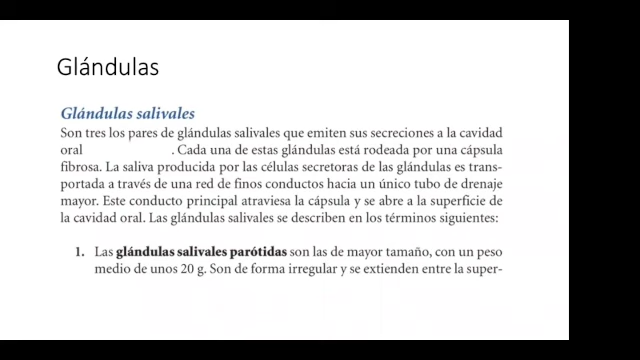 Glándulas
Glándulas salivales
Son tres los pares de glándulas salivales que emiten sus secreciones a la cavidad
oral . Cada una de estas glándulas está rodeada por una cápsula
fibrosa. La saliva producida por las células secretoras de las glándulas es trans-
portada a través de una red de finos conductos hacia un único tubo de drenaje
mayor. Este conducto principal atraviesa la cápsula y se abre a la superficie de
la cavidad oral. Las glándulas salivales se describen en los términos siguientes:
1. Las glándulas salivales parótidas son las de mayor tamaño, con un peso
medio de unos 20 g. Son de forma irregular y se extienden entre la super-